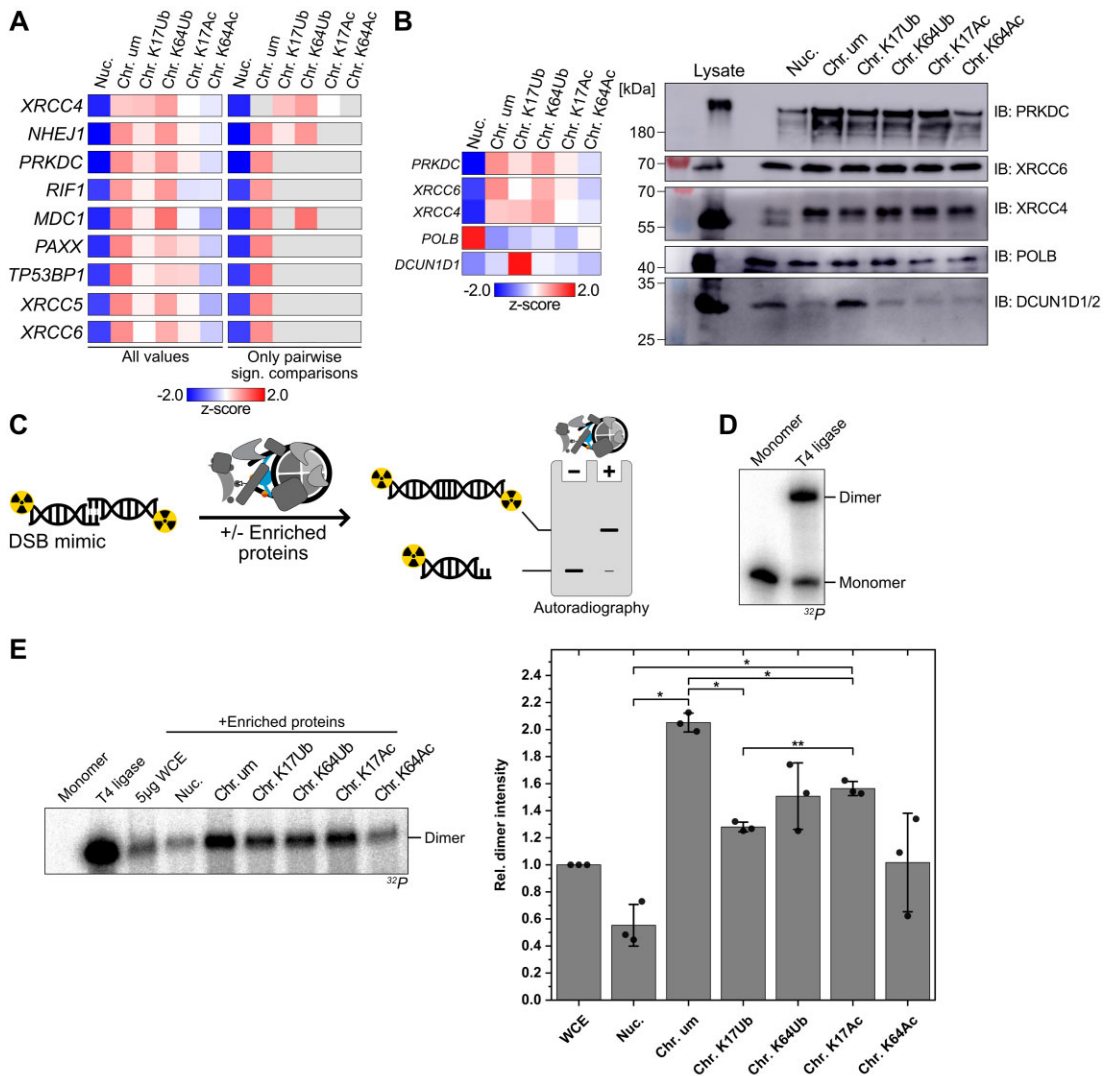 A
Nuc.
Chr. um
Chr. K17Ub
Chr. K64Ub
Chr. K17Ac
Chr. K64Ac
Nuc.
Chr. um
Chr. K17Ub
Chr. K64Ub
Chr. K17Ac
Chr. K64Ac
XRCC4
NHEJ1
PRKDC
RIF1
MDC1
PAXX
TP53BP1
XRCC5
XRCC6
All values
Only pairwise
sign. comparisons
-2.0 2.0
z-score
B
Nuc.
Chr. um
Chr. K17Ub
Chr. K64Ub
Chr. K17Ac
Chr. K64Ac
PRKDC
XRCC6
XRCC4
POLB
DCUN1D1
-2.0 2.0
z-score
Lysate
Nuc.
Chr. um
Chr. K17Ub
Chr. K64Ub
Chr. K17Ac
Chr. K64Ac
[kDa]
180
IB: PRKDC
70
IB: XRCC6
70
55
IB: XRCC4
40
IB: POLB
35
25
IB: DCUN1D1/2
C
DSB mimic
+/- Enriched
proteins
− +
Autoradiography
D
Monomer
T4 ligase
Dimer
Monomer
32P
E
+Enriched proteins
Monomer
T4 ligase
5µg WCE
Nuc.
Chr. um
Chr. K17Ub
Chr. K64Ub
Chr. K17Ac
Chr. K64Ac
Dimer
32P
Rel. dimer intensity
2.4
2.2
2.0
1.8
1.6
1.4
1.2
1.0
0.8
0.6
0.4
0.2
0.0
*
*
* *
**
WCE
Nuc.
Chr. um
Chr. K17Ub
Chr. K64Ub
Chr. K17Ac
Chr. K64Ac